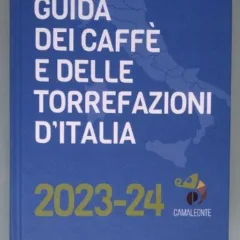 GUIDA
DEI CAFFÈ
E DELLE
TORREFAZIONI
D'ITALIA
2023-24
CAMALEONTE